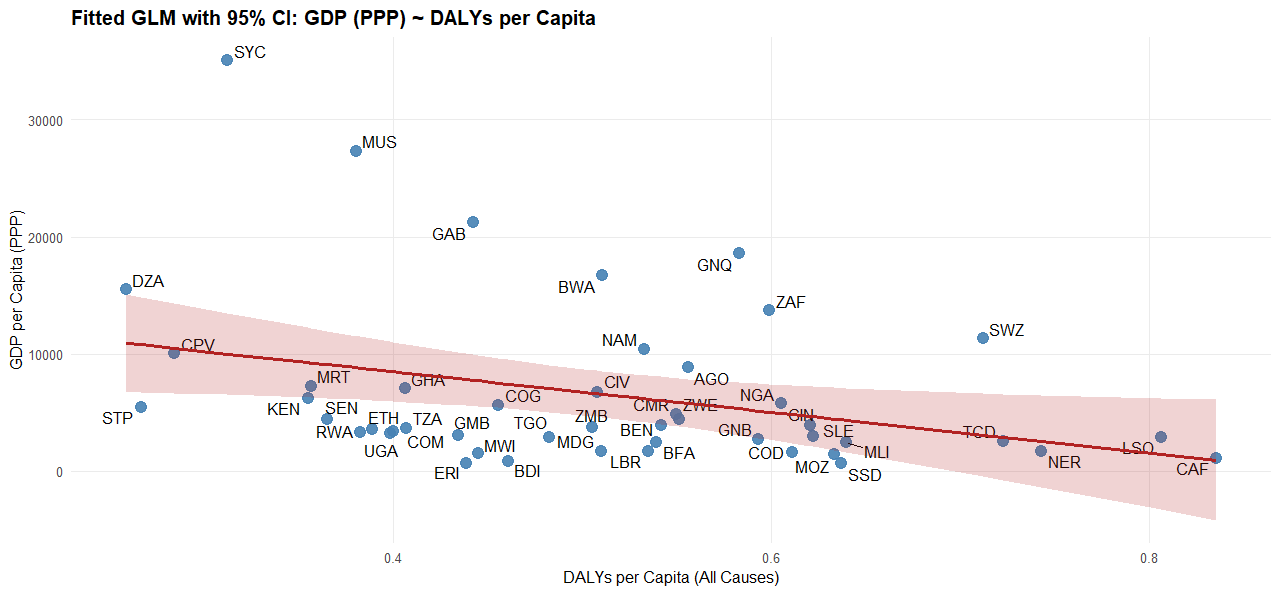 Fitted GLM with 95% CI: GDP (PPP) ~ DALYs per Capita
SYC
30000
MUS
20000
GAB
GNQ
BWA
DZA
ZAF
SWZ
NAM
10000
CPV
AGO
MRT
GHA
CIV
NGA
COG
KEN
SEN
CMR
ZWE
STP
ETH
TZA
GMB
TGO
ZMB
CIN
RWA
BEN
GNB
SLE
TCD
COM
MWI
MDG
UGA
BFA
COD
MLI
LSO
ERI
BDI
LBR
MOZ
SSD
NER
CAF
0
0.4
0.6
0.8
GDP per Capita (PPP)
DALYs per Capita (All Causes)